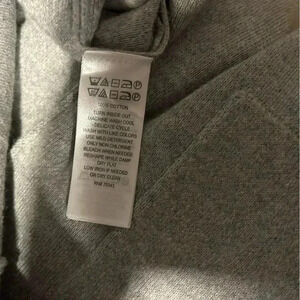 100% COTTON
TURN INSIDE OUT
MACHINE WASH COOL
DELICATE CYCLE
WASH WITH LIKE COLORS
USE MILD DETERGENT
ONLY NON CHLORINE
BLEACH WHEN NEEDED
RESHAPE WHILE DAMP
DRY FLAT
LOW IRON IF NEEDED
OR DRY CLEAN